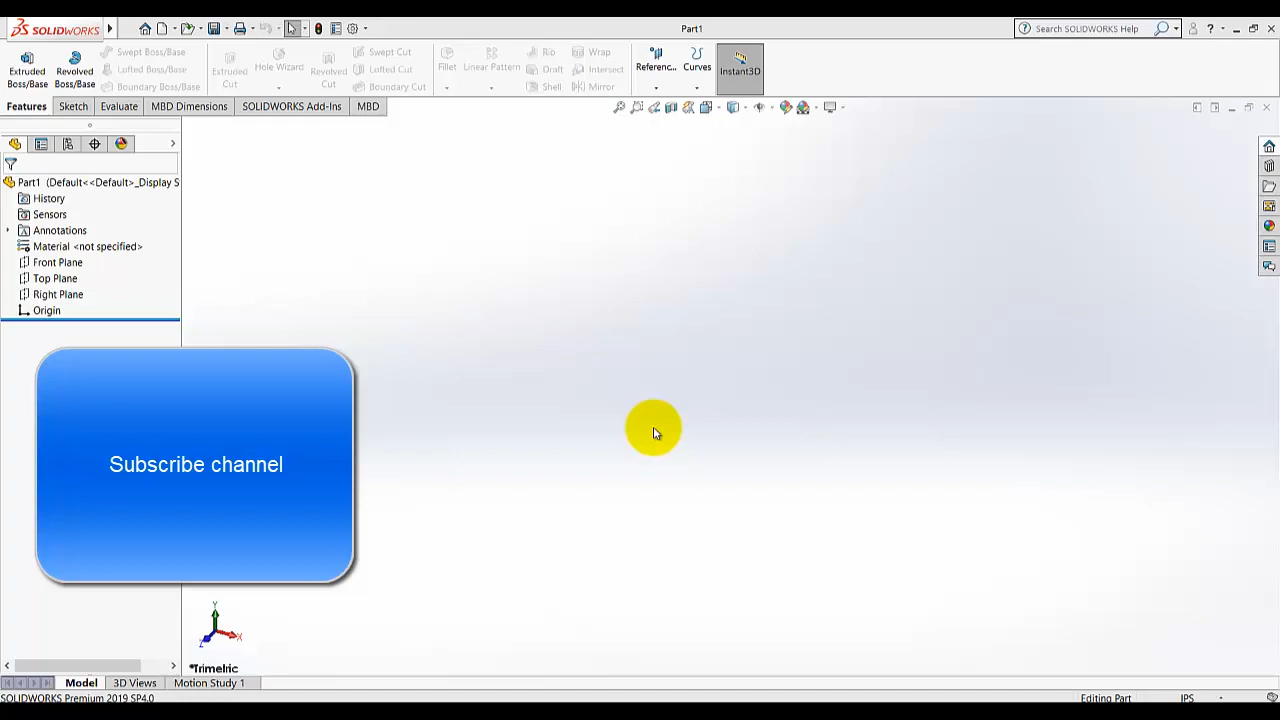 SOLIDWORKS
Part1
Search SOLIDWORKS Help
Extruded Boss/Base
Revolved Boss/Base
Swept Boss/Base
Lofted Boss/Base
Boundary Boss/Base
Extruded Cut
Hole Wizard
Revolved Cut
Swept Cut
Lofted Cut
Boundary Cut
Fillet
Linear Pattern
Rib
Draft
Shell
Wrap
Intersect
Mirror
Referenc...
Curves
Instant3D
Features
Sketch
Evaluate
MBD Dimensions
SOLIDWORKS Add-Ins
MBD
Part1 (Default<<Default>_Display S
History
Sensors
Annotations
Material <not specified>
Front Plane
Top Plane
Right Plane
Origin
Subscribe channel
Y
X
Z
*Trimetric
Model
3D Views
Motion Study 1
SOLIDWORKS Premium 2019 SP4.0
Editing Part
IPS